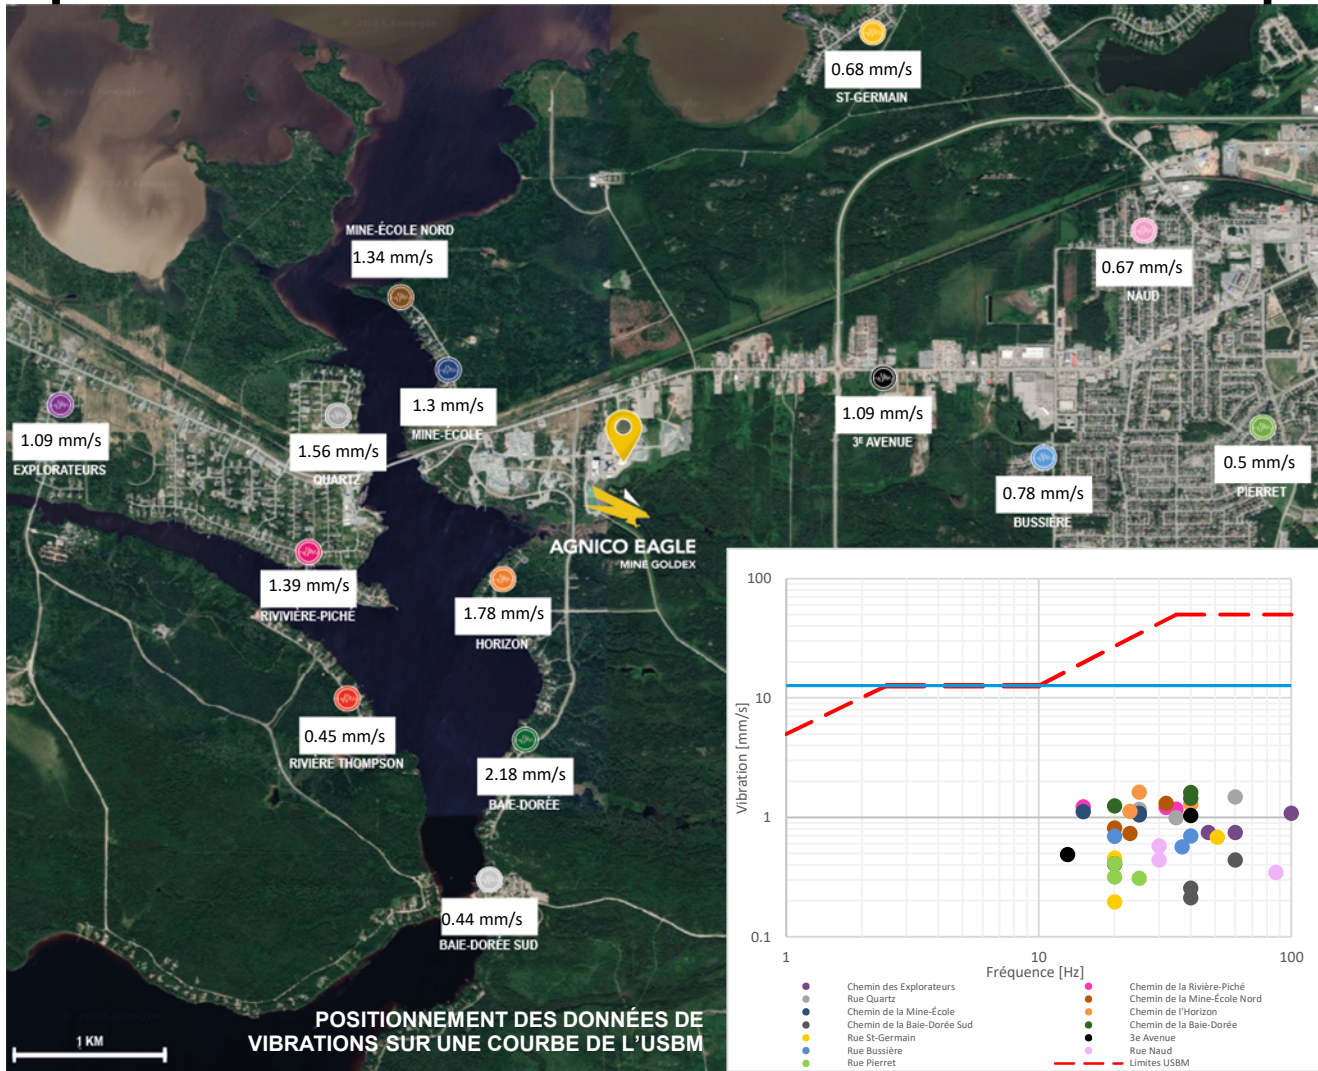 0.68 mm/s
ST-GERMAIN
MINE-ÉCOLE NORD
1.34 mm/s
0.67 mm/s
NAUD
1.3 mm/s
MINE-ÉCOLE
1.09 mm/s
EXPLORATEURS
1.56 mm/s
QUARTZ
1.09 mm/s
3E AVENUE
0.78 mm/s
BUSSIÈRE
0.5 mm/s
PIERRET
AGNICO EAGLE
MINE GOLDEX
1.39 mm/s
RIVIVIÈRE-PICHÉ
1.78 mm/s
HORIZON
0.45 mm/s
RIVIÈRE THOMPSON
2.18 mm/s
BAIE-DORÉE
0.44 mm/s
BAIE-DORÉE SUD
POSITIONNEMENT DES DONNÉES DE
VIBRATIONS SUR UNE COURBE DE L'USBM
1 KM
100
10
1
0.1
Vibration [mm/s]
1
10
100
Fréquence [Hz]
Chemin des Explorateurs
Chemin de la Rivière-Piché
Rue Quartz
Chemin de la Mine-École Nord
Chemin de la Mine-École
Chemin de l'Horizon
Chemin de la Baie-Dorée Sud
Chemin de la Baie-Dorée
Rue St-Germain
3e Avenue
Rue Bussière
Rue Naud
Rue Pierret
Limites USBM